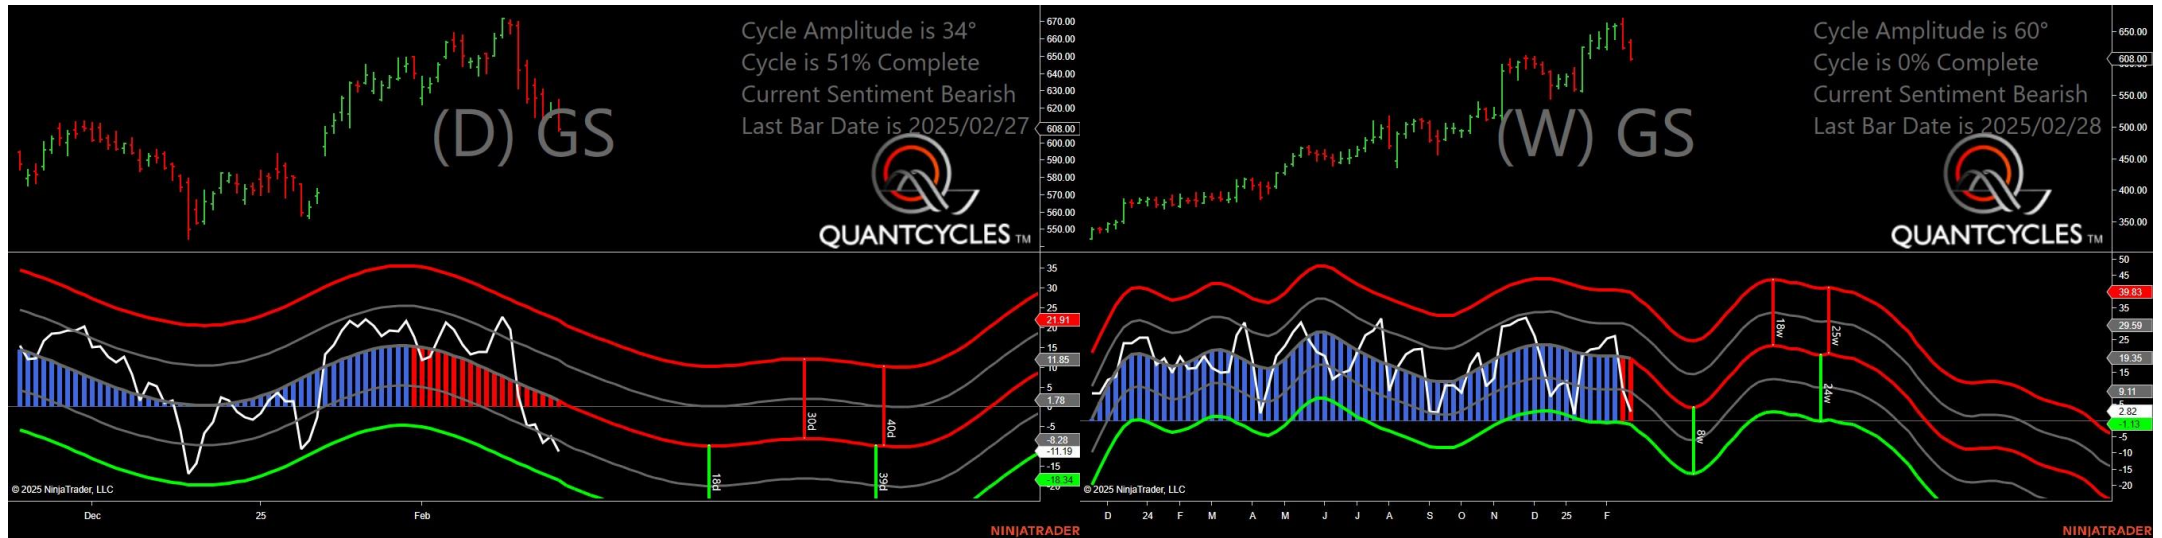 Cycle Amplitude is 34°
Cycle is 51% Complete
Current Sentiment Bearish
Last Bar Date is 2025/02/27
(D) GS
QUANTCYCLES TM
670.00
660.00
650.00
640.00
630.00
620.00
608.00
600.00
590.00
580.00
570.00
560.00
550.00
35
30
25
21.91
15
11.85
5
1.78
0
-5
-8.28
-11.19
-15
-18.34
18d
30d
39d
40d
© 2025 NinjaTrader, LLC
Dec
25
Feb
NINJATRADER
Cycle Amplitude is 60°
Cycle is 0% Complete
Current Sentiment Bearish
Last Bar Date is 2025/02/28
(W) GS
QUANTCYCLES TM
650.00
608.00
550.00
500.00
450.00
400.00
350.00
50
45
39.83
35
29.59
25
19.35
15
9.11
2.82
-1.13
-5
-10
-15
-20
8w
18w
24w
25w
© 2025 NinjaTrader, LLC
D
24
F
M
A
M
J
J
A
S
O
N
D
25
F
NINJATRADER